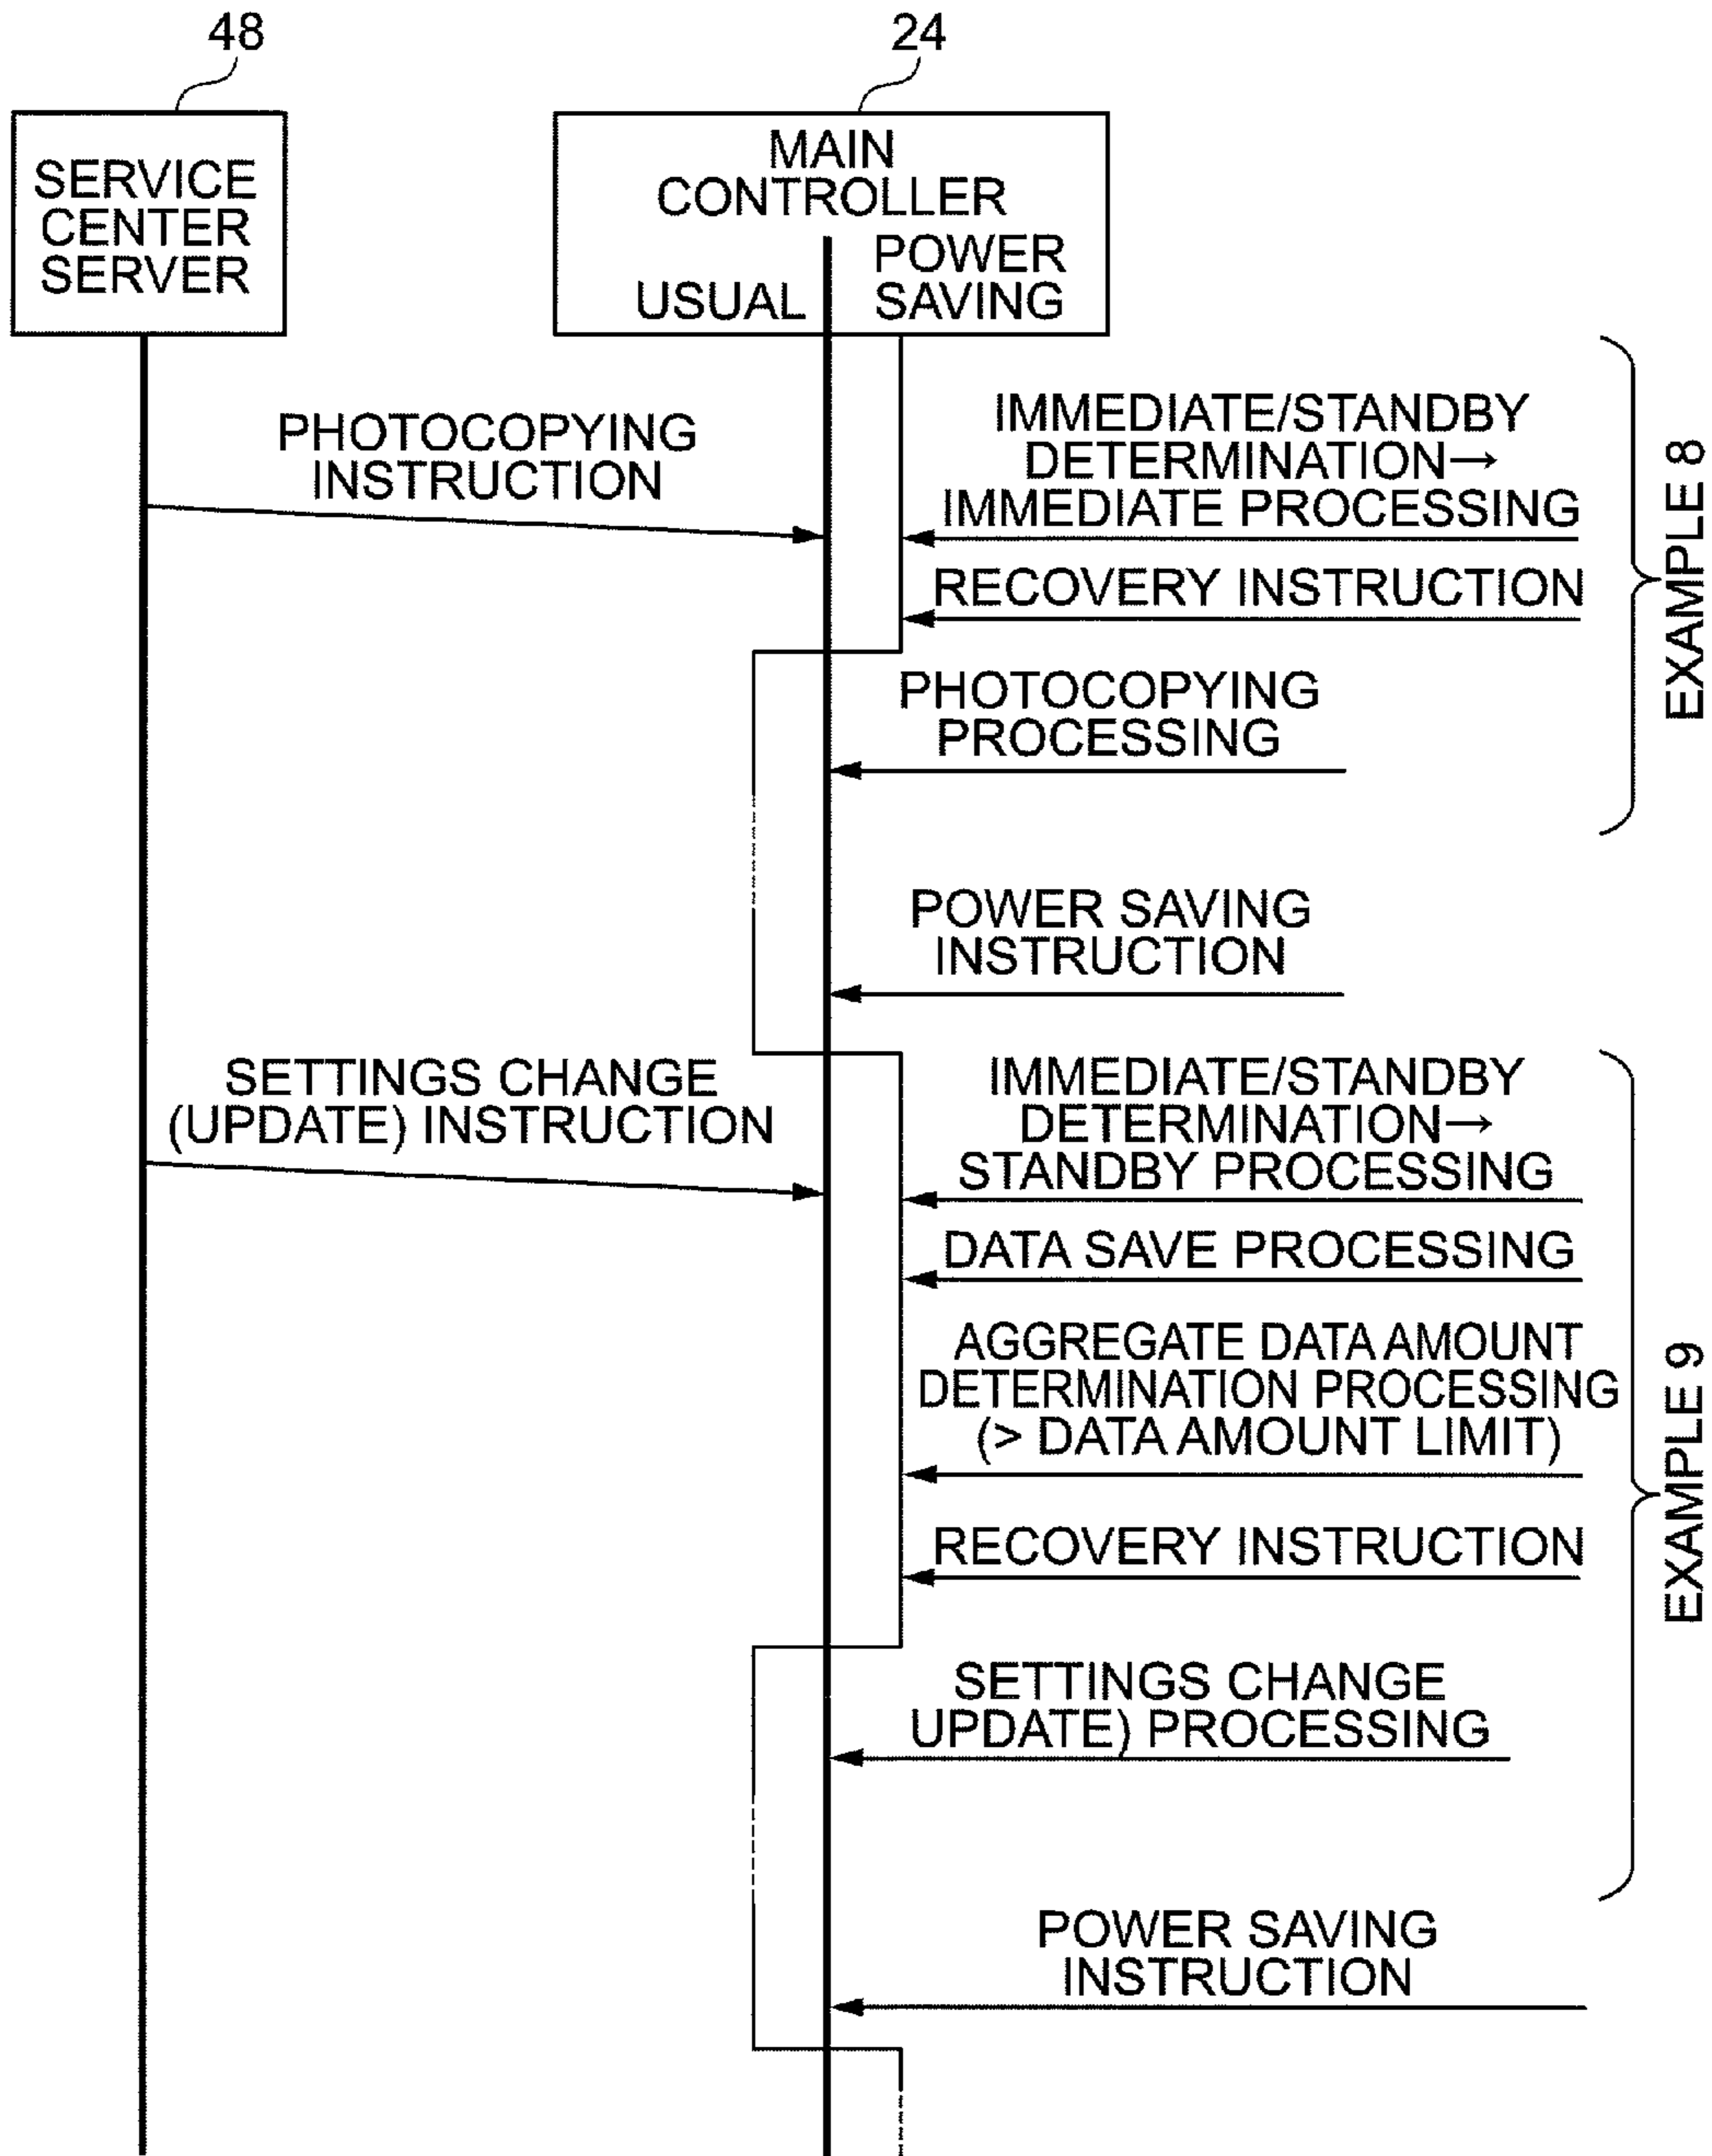 48
24
SERVICE
CENTER
SERVER
MAIN
CONTROLLER
USUAL
POWER
SAVING
PHOTOCOPYING
INSTRUCTION
IMMEDIATE/STANDBY
DETERMINATION→
IMMEDIATE PROCESSING
RECOVERY INSTRUCTION
PHOTOCOPYING
PROCESSING
EXAMPLE 8
POWER SAVING
INSTRUCTION
SETTINGS CHANGE
(UPDATE) INSTRUCTION
IMMEDIATE/STANDBY
DETERMINATION→
STANDBY PROCESSING
DATA SAVE PROCESSING
AGGREGATE DATA AMOUNT
DETERMINATION PROCESSING
(> DATA AMOUNT LIMIT)
RECOVERY INSTRUCTION
SETTINGS CHANGE
UPDATE) PROCESSING
EXAMPLE 9
POWER SAVING
INSTRUCTION